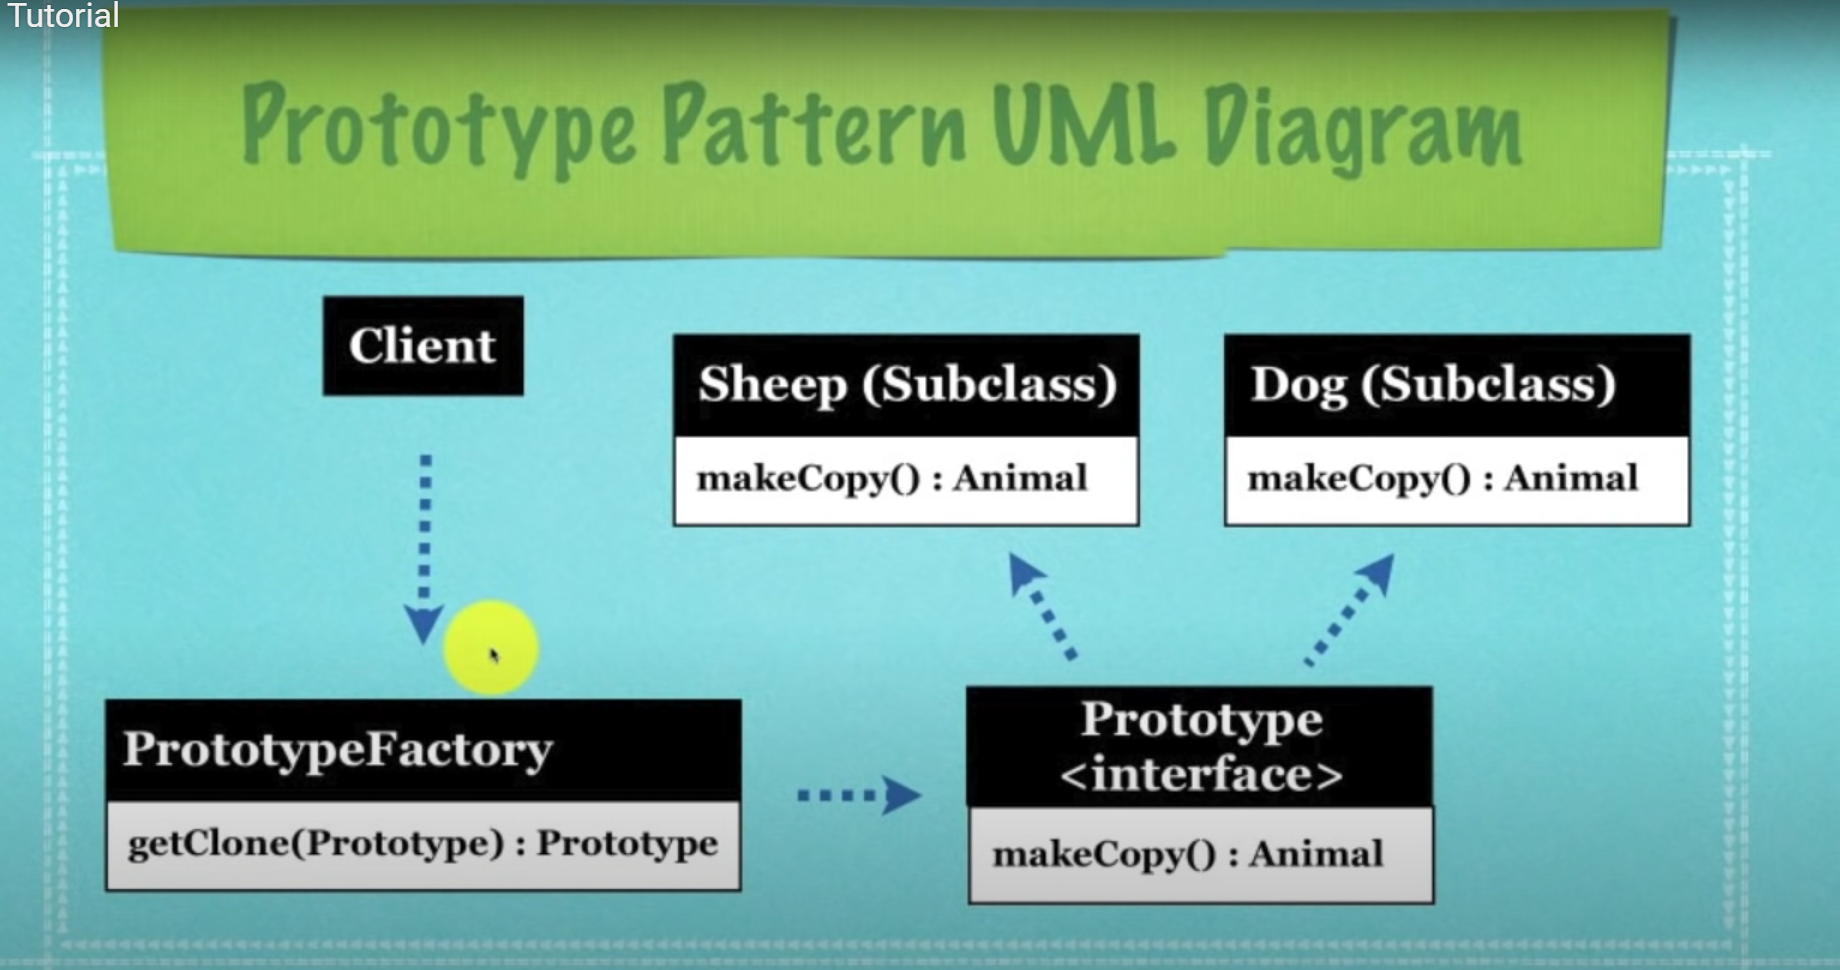 Tutorial
Prototype Pattern UML Diagram
Client
Sheep (Subclass)
makeCopy() : Animal
Dog (Subclass)
makeCopy() : Animal
PrototypeFactory
getClone(Prototype) : Prototype
Prototype
<interface>
makeCopy() : Animal